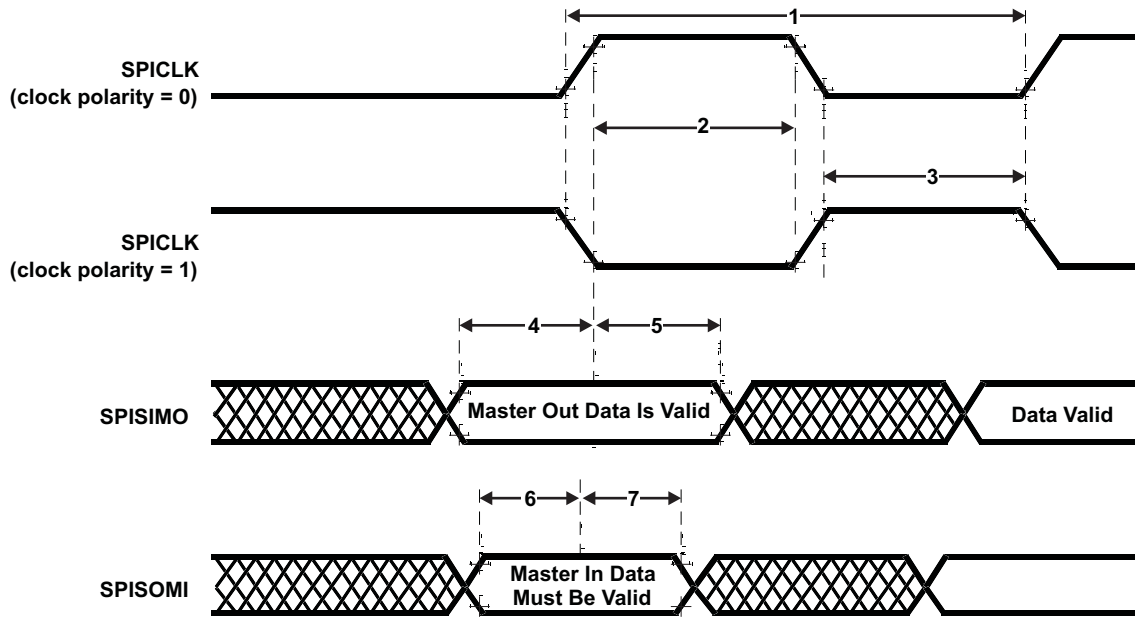 1
SPICLK
(clock polarity = 0)
2
3
SPICLK
(clock polarity = 1)
4 5
SPISIMO Master Out Data Is Valid Data Valid
6 7
SPISOMI Master In Data
Must Be Valid